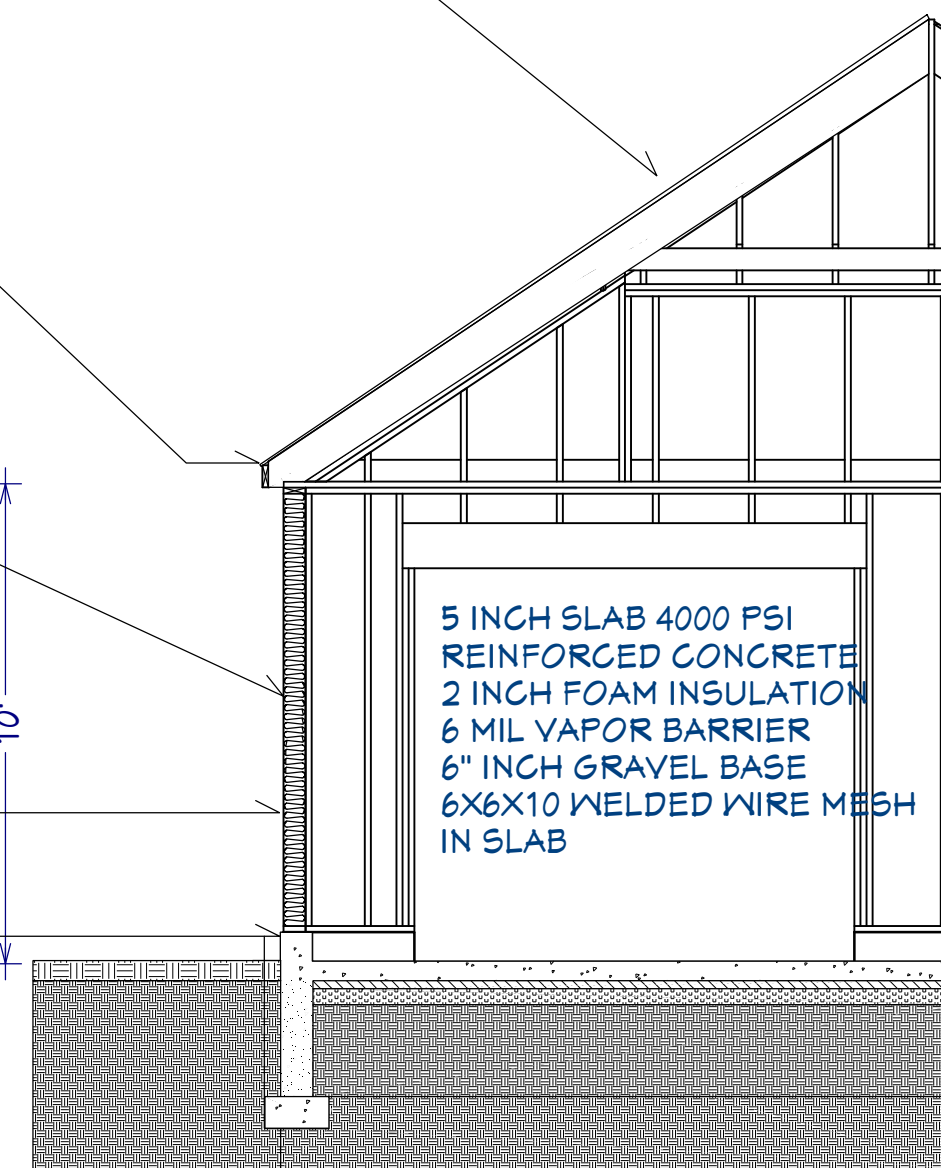 5 INCH SLAB 4000 PSI
REINFORCED CONCRETE
2 INCH FOAM INSULATION
6 MIL VAPOR BARRIER
6" INCH GRAVEL BASE
6X6X10 WELDED WIRE MESH
IN SLAB
10'